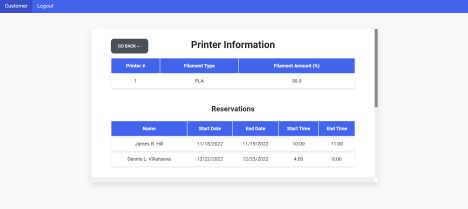 Customer Logout
GO BACK ←
Printer Information
Printer # Filament Type Filament Amount (%)
1 PLA 90.0
Reservations
Name Start Date End Date Start Time End Time
James R. Hill 11/18/2022 11/19/2022 10:00 11:00
Dennis L. Villanueva 12/22/2022 12/23/2022 4:00 6:00